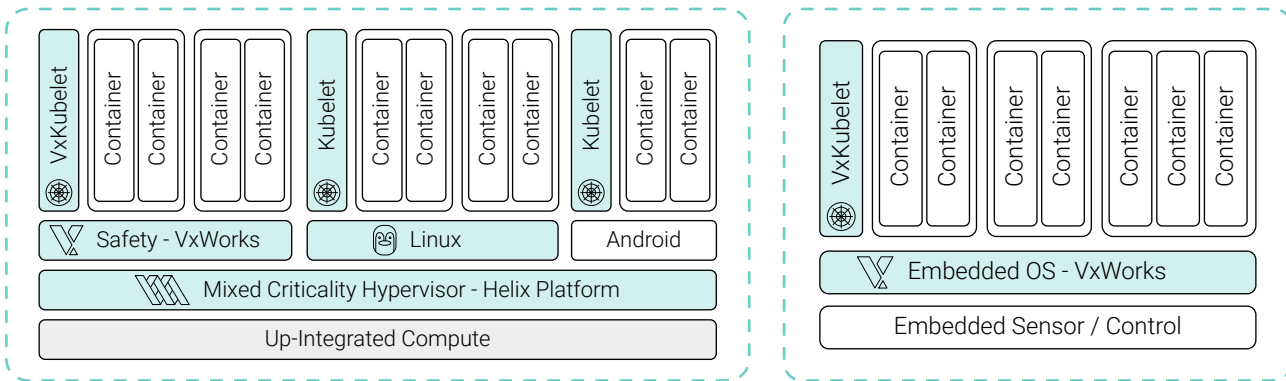 VxKubelet
Container
Container
Container
Container
Kubelet
Container
Container
Container
Container
Kubelet
Container
Container
Safety - VxWorks
Linux
Android
Mixed Criticality Hypervisor - Helix Platform
Up-Integrated Compute
VxKubelet
Container
Container
Container
Container
Container
Container
Container
Embedded OS - VxWorks
Embedded Sensor / Control